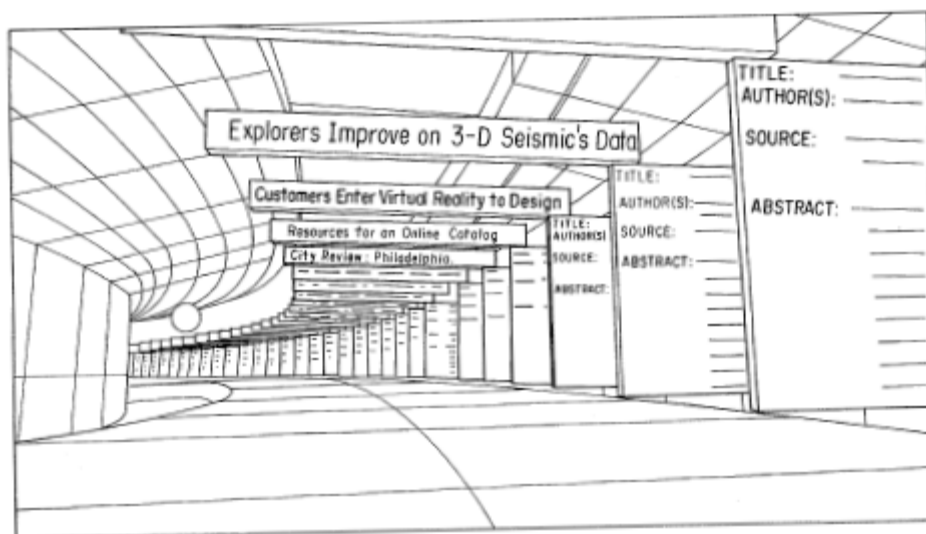 Explorers Improve on 3-D Seismic's Data
Customers Enter Virtual Reality to Design
Resources for an Online Catalog
City Review: Philadelphia.
TITLE:
AUTHOR(S)
SOURCE:
ABSTRACT:
TITLE:
AUTHOR(S):
SOURCE:
ABSTRACT:
TITLE:
AUTHOR(S):
SOURCE:
ABSTRACT: